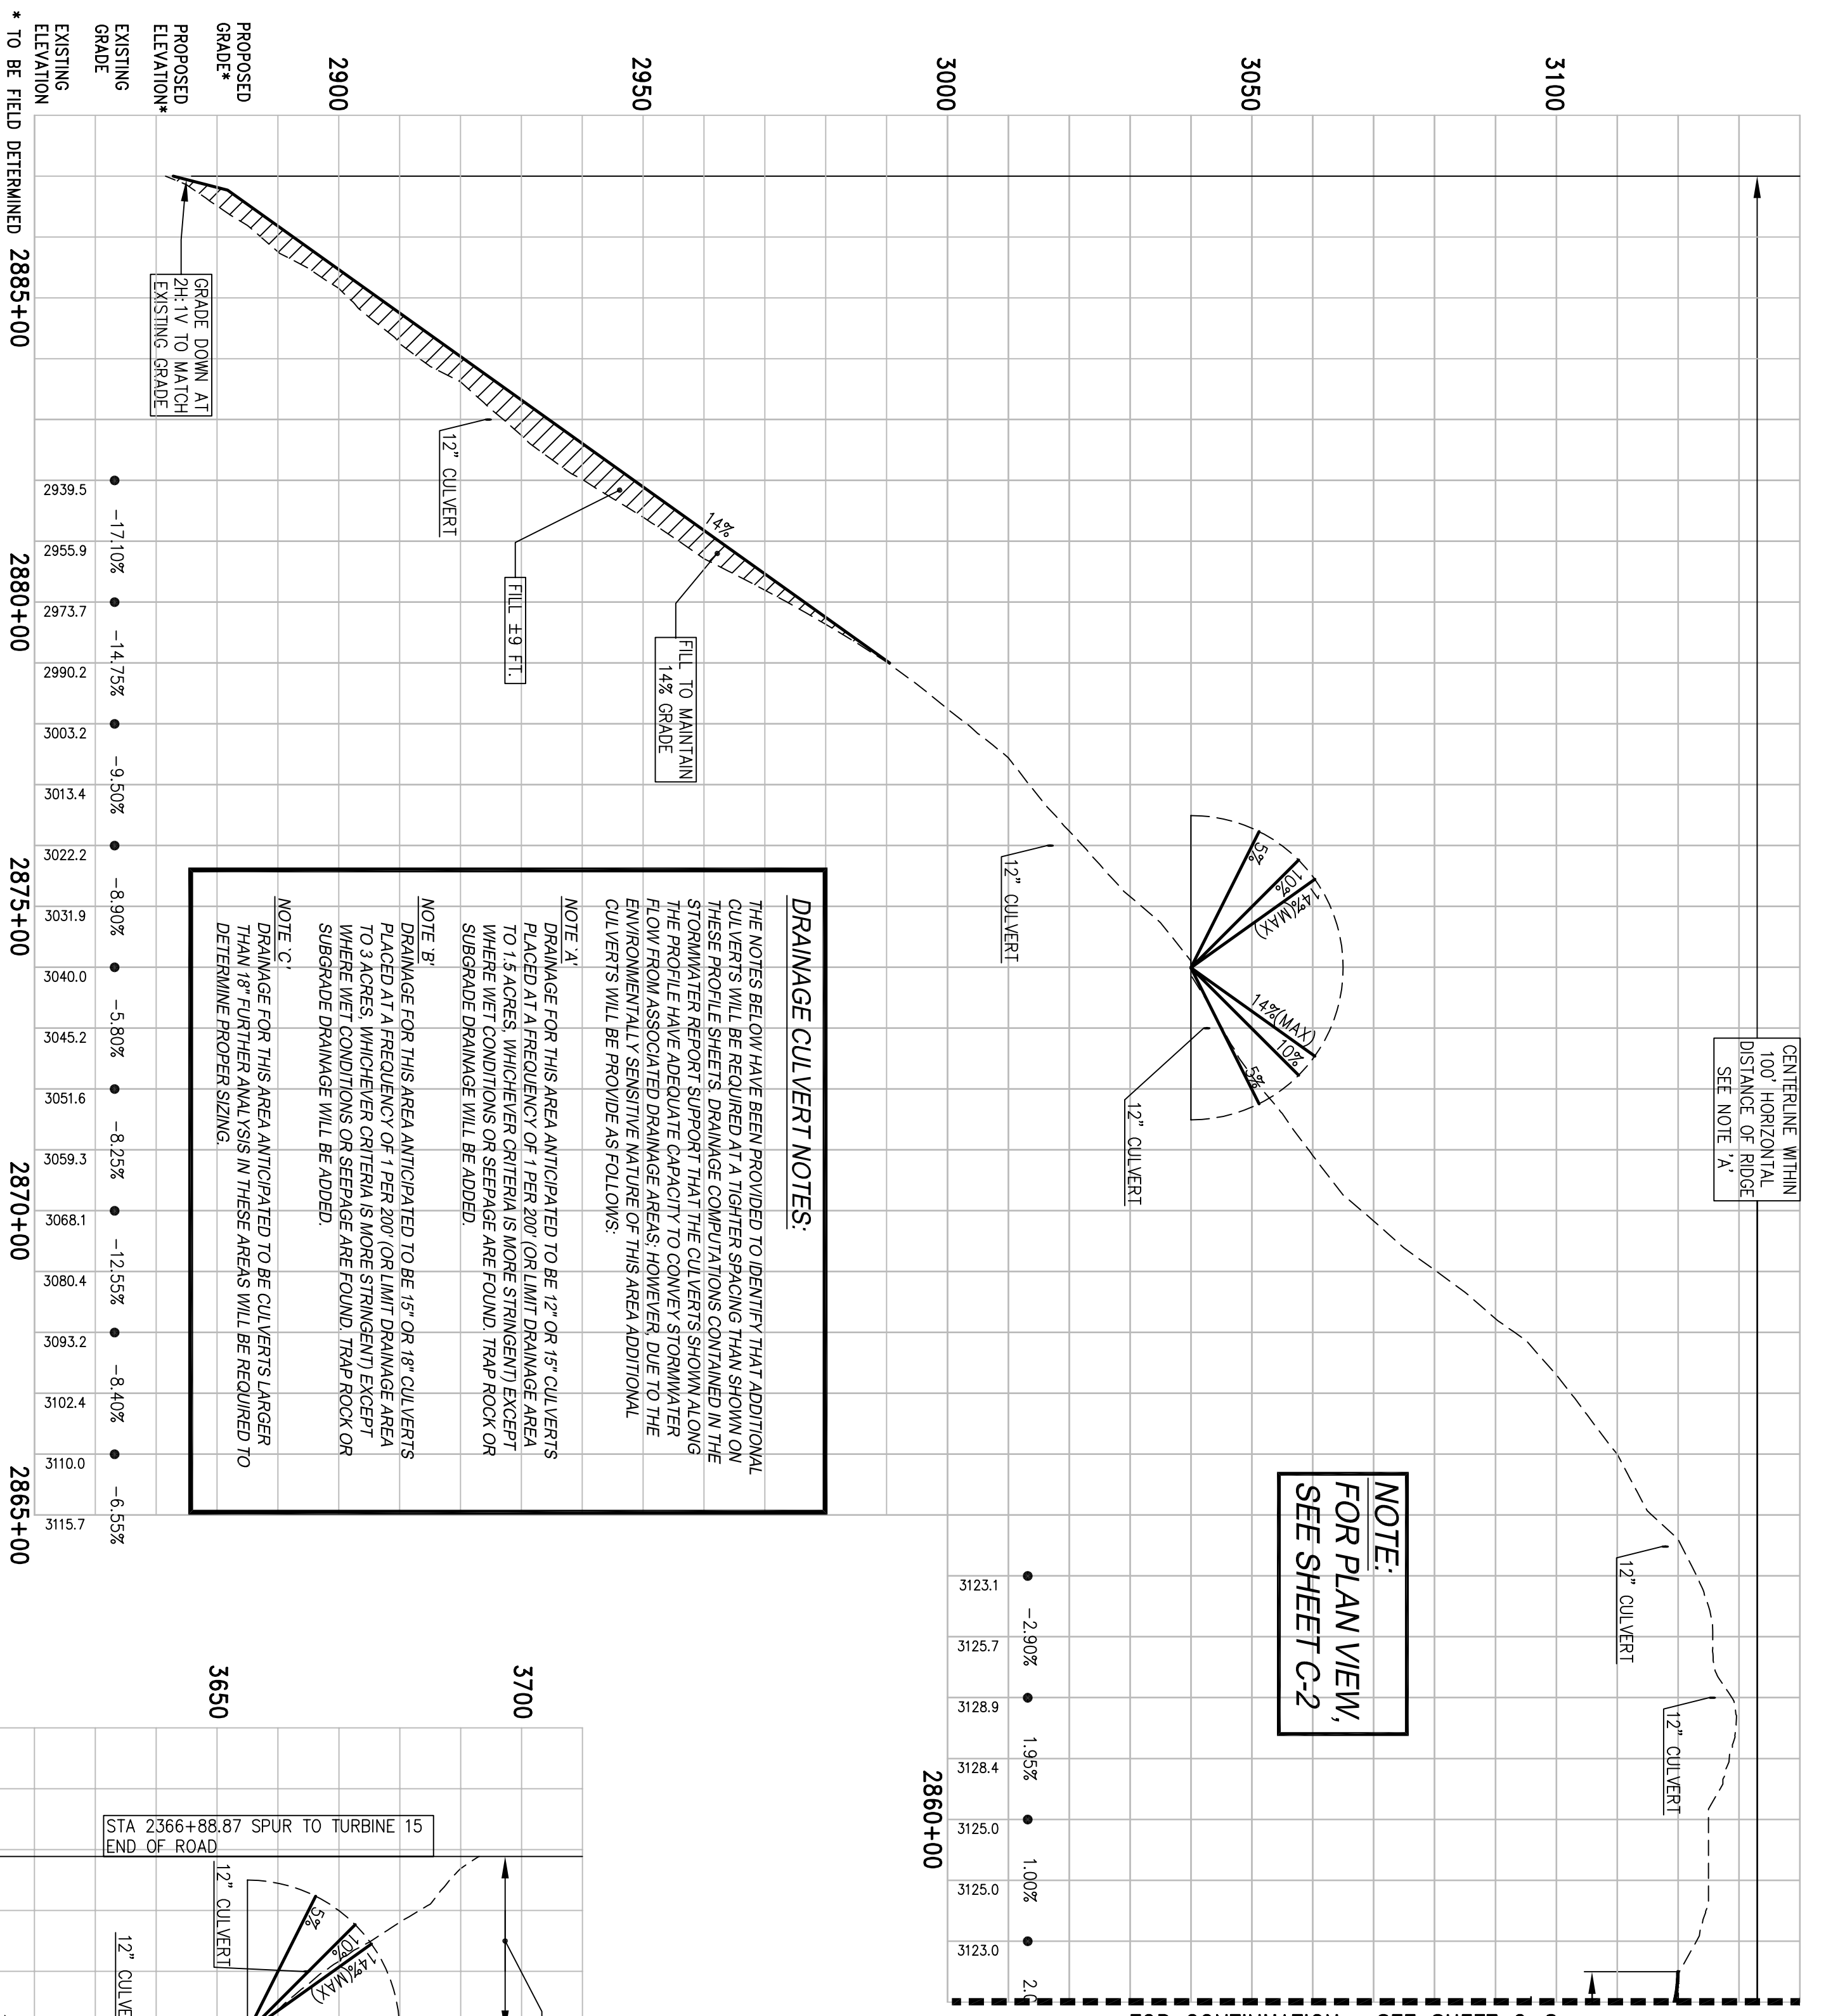 CENTERLINE WITHIN
100' HORIZONTAL
DISTANCE OF RIDGE
SEE NOTE 'A'
3100
3050
3000
2950
2900
PROPOSED
GRADE*
PROPOSED
ELEVATION*
EXISTING
GRADE
EXISTING
ELEVATION
* TO BE FIELD DETERMINED
GRADE DOWN AT
2H:1V TO MATCH
EXISTING GRADE
12" CULVERT
14%
FILL ±9 FT.
FILL TO MAINTAIN
14% GRADE
12" CULVERT
5%
10%
14%(MAX)
14%(MAX)
10%
5%
12" CULVERT
12" CULVERT
12" CULVERT
DRAINAGE CULVERT NOTES:
THE NOTES BELOW HAVE BEEN PROVIDED TO IDENTIFY THAT ADDITIONAL
CULVERTS WILL BE REQUIRED AT A TIGHTER SPACING THAN SHOWN ON
THESE PROFILE SHEETS. DRAINAGE COMPUTATIONS CONTAINED IN THE
STORMWATER REPORT SUPPORT THAT THE CULVERTS SHOWN ALONG
THE PROFILE HAVE ADEQUATE CAPACITY TO CONVEY STORMWATER
FLOW FROM ASSOCIATED DRAINAGE AREAS; HOWEVER, DUE TO THE
ENVIRONMENTALLY SENSITIVE NATURE OF THIS AREA ADDITIONAL
CULVERTS WILL BE PROVIDE AS FOLLOWS:
NOTE 'A'
DRAINAGE FOR THIS AREA ANTICIPATED TO BE 12" OR 15" CULVERTS
PLACED AT A FREQUENCY OF 1 PER 200' (OR LIMIT DRAINAGE AREA
TO 1.5 ACRES, WHICHEVER CRITERIA IS MORE STRINGENT) EXCEPT
WHERE WET CONDITIONS OR SEEPAGE ARE FOUND. TRAP ROCK OR
SUBGRADE DRAINAGE WILL BE ADDED.
NOTE 'B'
DRAINAGE FOR THIS AREA ANTICIPATED TO BE 15" OR 18" CULVERTS
PLACED AT A FREQUENCY OF 1 PER 200' (OR LIMIT DRAINAGE AREA
TO 3 ACRES, WHICHEVER CRITERIA IS MORE STRINGENT) EXCEPT
WHERE WET CONDITIONS OR SEEPAGE ARE FOUND. TRAP ROCK OR
SUBGRADE DRAINAGE WILL BE ADDED.
NOTE 'C'
DRAINAGE FOR THIS AREA ANTICIPATED TO BE CULVERTS LARGER
THAN 18" FURTHER ANALYSIS IN THESE AREAS WILL BE REQUIRED TO
DETERMINE PROPER SIZING.
NOTE:
FOR PLAN VIEW,
SEE SHEET C-2
-17.10% -14.75% -9.50% -8.90% -5.80% -8.25% -12.55% -8.40% -6.55%
2939.5 2955.9 2973.7 2990.2 3003.2 3013.4 3022.2 3031.9 3040.0 3045.2 3051.6 3059.3 3068.1 3080.4 3093.2 3102.4 3110.0 3115.7
2885+00 2880+00 2875+00 2870+00 2865+00
-2.90% 1.95% 1.00%
3123.1 3125.7 3128.9 3128.4 3125.0 3125.0 3123.0
2860+00
3700
3650
STA 2366+88.87 SPUR TO TURBINE 15
END OF ROAD
12" CULVERT
5%
10%
14%(MAX)